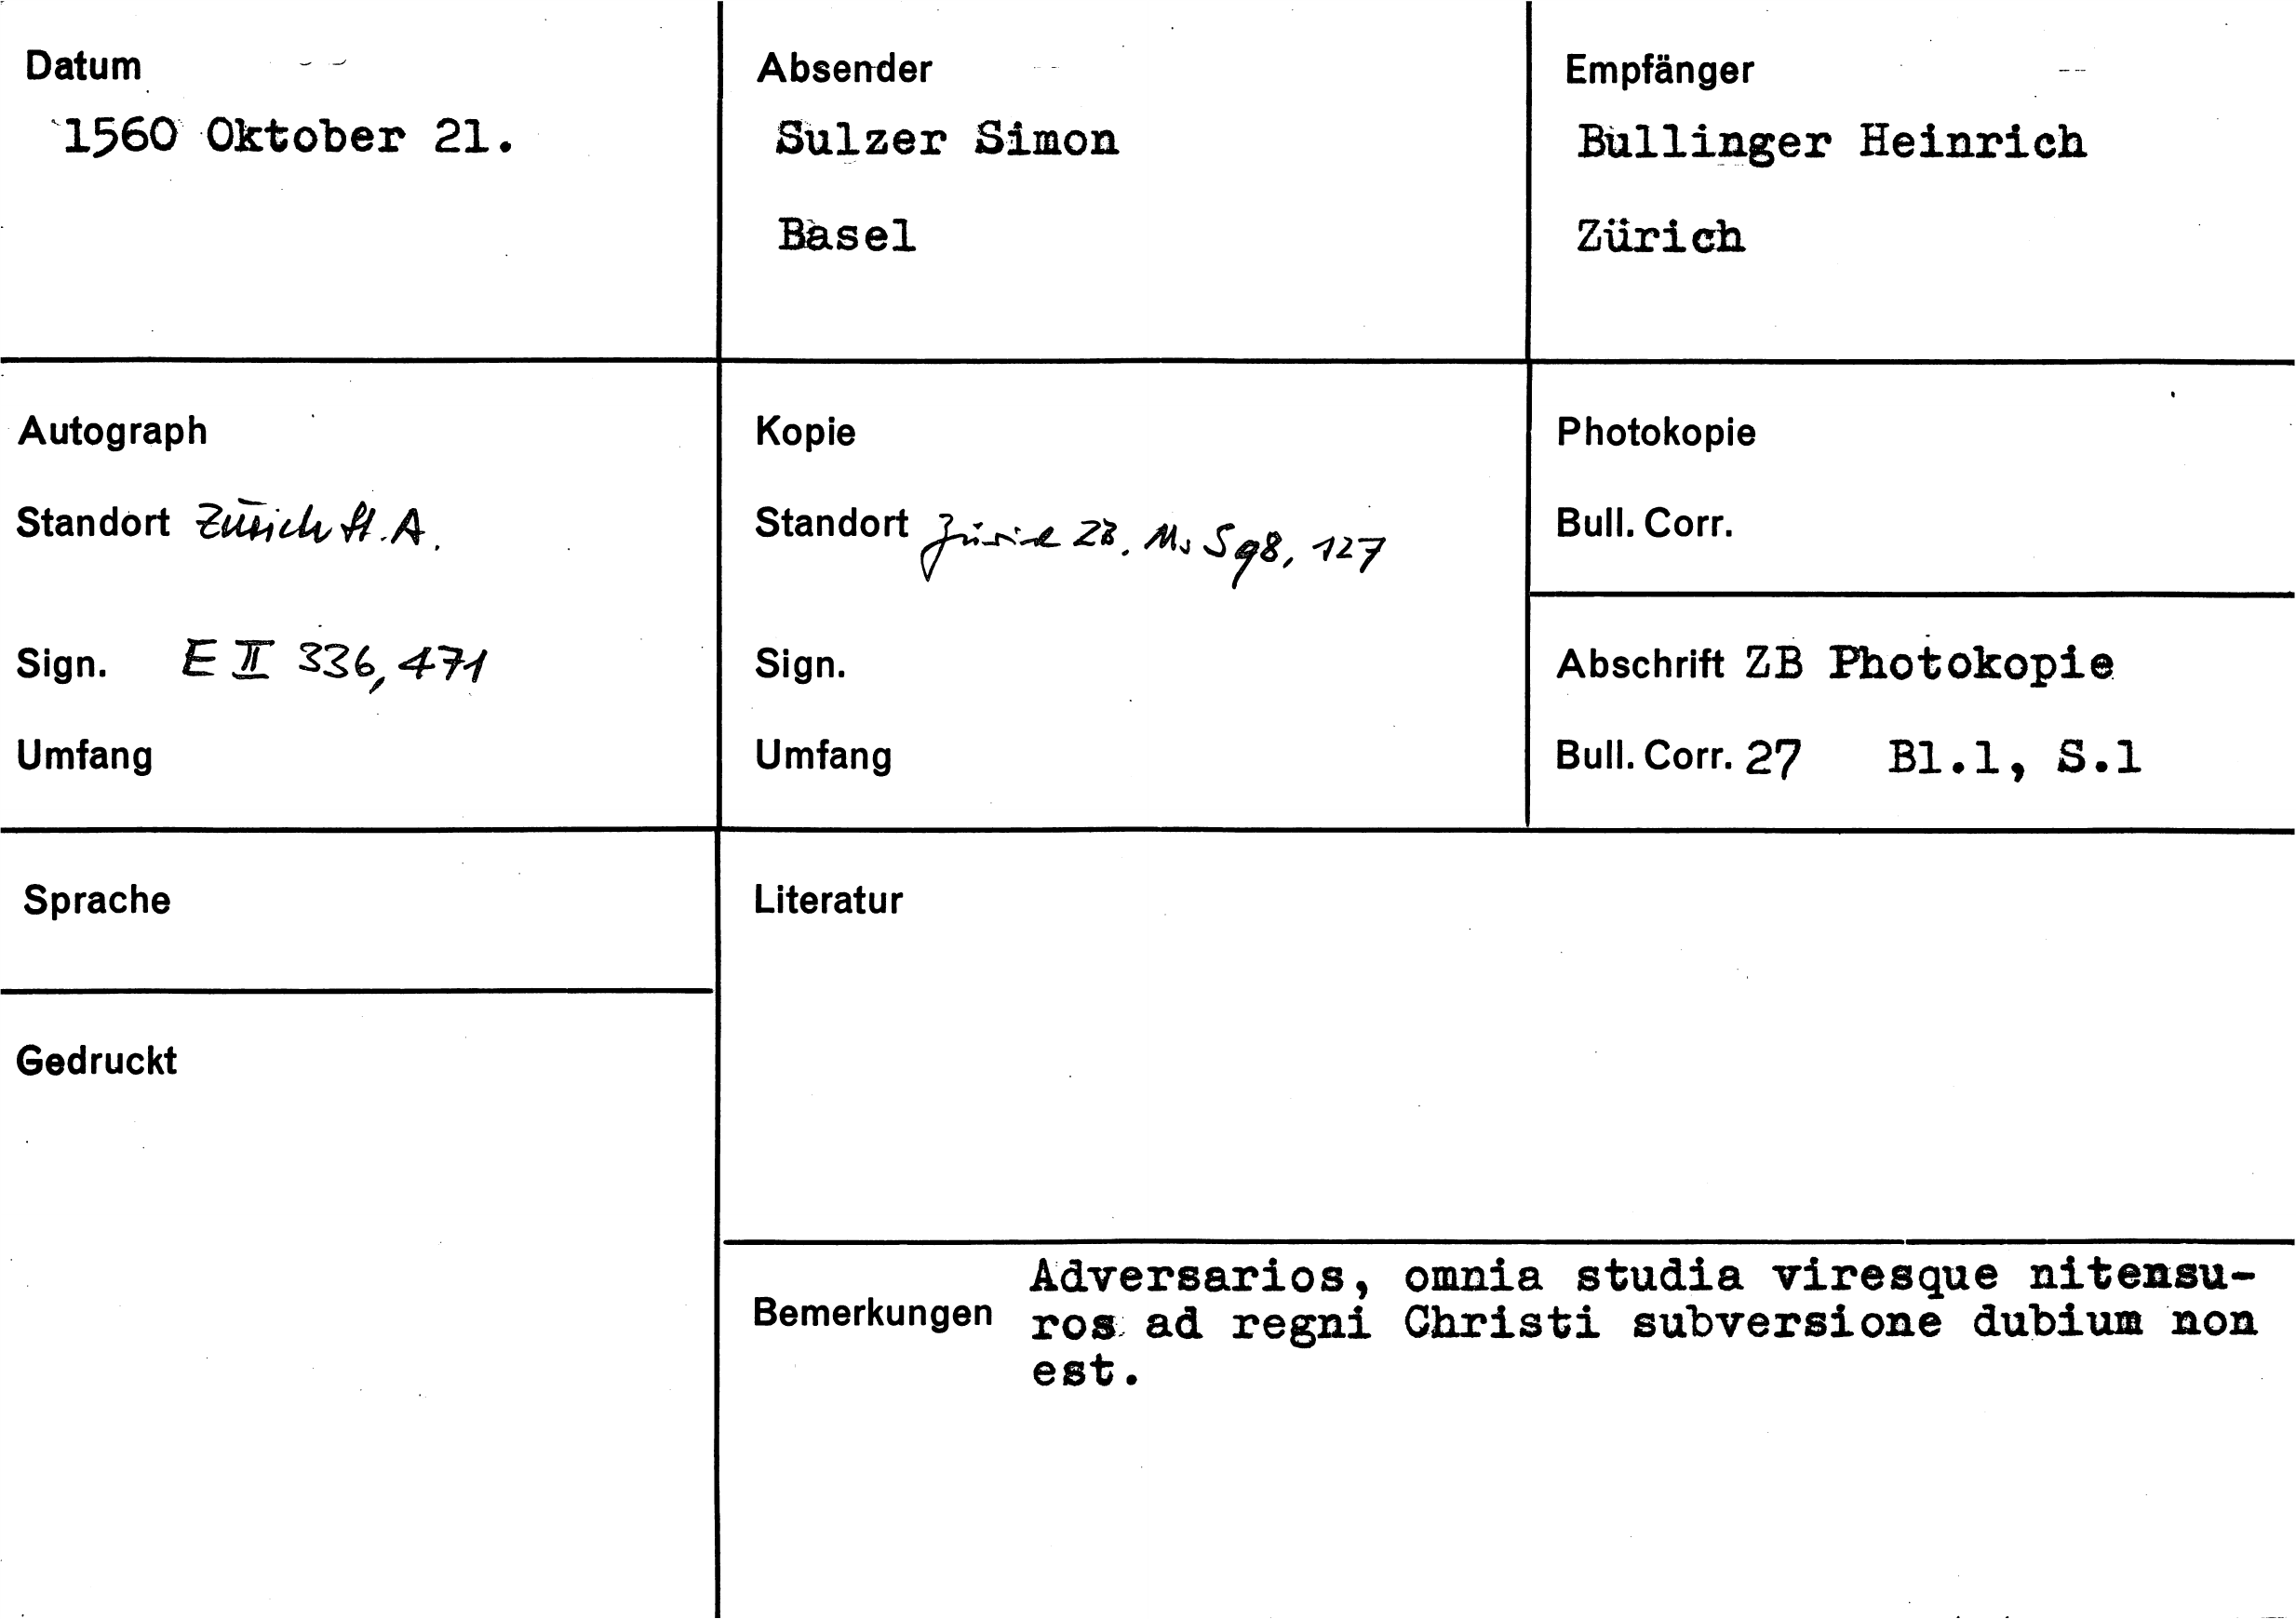 Datum
1560 Oktober 21.
Absender
Sulzer Simon
Basel
Empfänger
Bullinger Heinrich
Zürich
Autograph
Standort Zürich St. A.
Sign. E II 336, 471
Umfang
Kopie
Standort Zürich ZB. Ms S 98, 127
Sign.
Umfang
Photokopie
Bull. Corr.
Abschrift ZB Photokopie
Bull. Corr. 27 Bl.1, S.1
Sprache
Gedruckt
Literatur
Bemerkungen
Adversarios, omnia studia viresque nitensu-
ros ad regni Christi subversione dubium non
est.